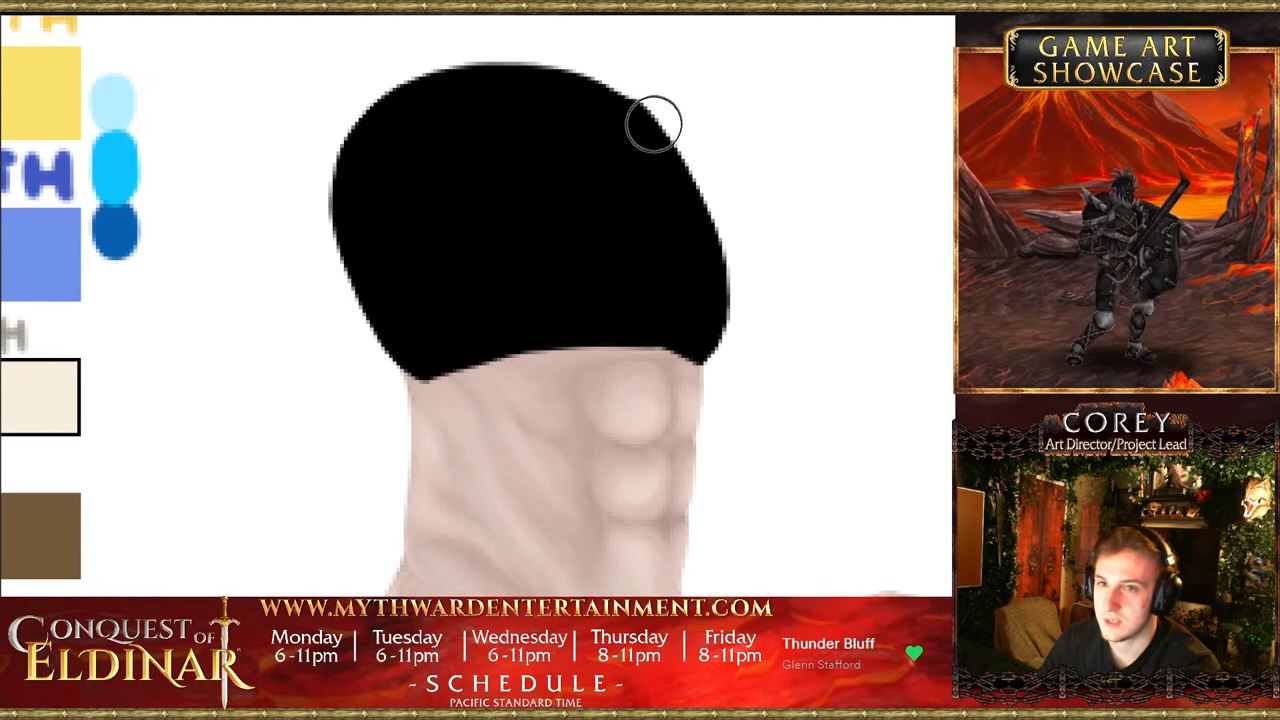 TH
H
GAME ART
SHOWCASE
COREY
Art Director/Project Lead
CONQUEST OF
ELDINAR
WWW.MYTHWARDENTERTAINMENT.COM
Monday | Tuesday | Wednesday | Thursday | Friday
6 -11pm | 6 -11pm | 6 -11pm | 8 -11pm | 8 -11pm
- SCHEDULE -
PACIFIC STANDARD TIME
Thunder Bluff
Glenn Stafford